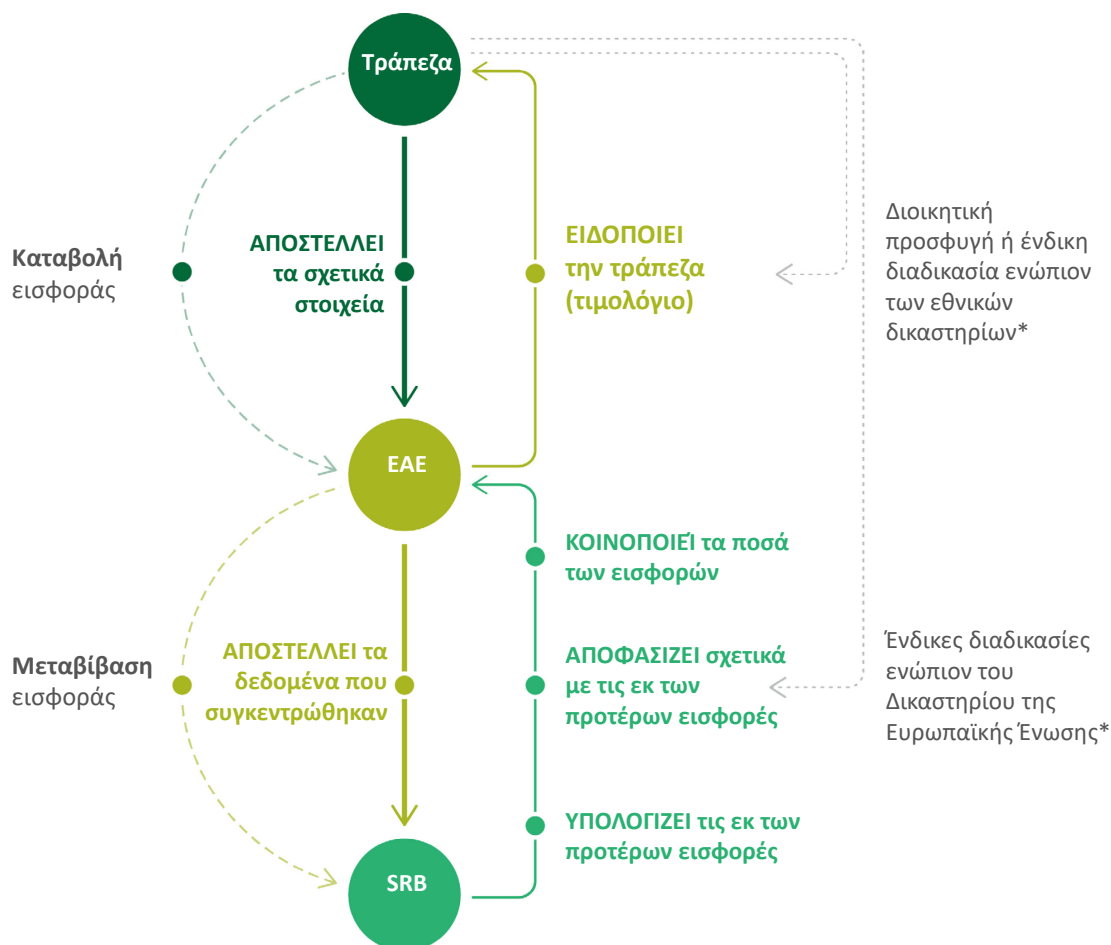 Τράπεζα
Καταβολή
εισφοράς
ΑΠΟΣΤΕΛΛΕΙ
τα σχετικά
στοιχεία
ΕΙΔΟΠΟΙΕΙ
την τράπεζα
(τιμολόγιο)
Διοικητική
προσφυγή ή ένδικη
διαδικασία ενώπιον
των εθνικών
δικαστηρίων*
ΕΑΕ
ΚΟΙΝΟΠΟΙΕΊ τα ποσά
των εισφορών
Μεταβίβαση
εισφοράς
ΑΠΟΣΤΕΛΛΕΙ τα
δεδομένα που
συγκεντρώθηκαν
ΑΠΟΦΑΣΙΖΕΙ σχετικά
με τις εκ των
προτέρων εισφορές
Ένδικες διαδικασίες
ενώπιον του
Δικαστηρίου της
Ευρωπαϊκής Ένωσης*
ΥΠΟΛΟΓΙΖΕΙ τις εκ των
προτέρων εισφορές
SRB